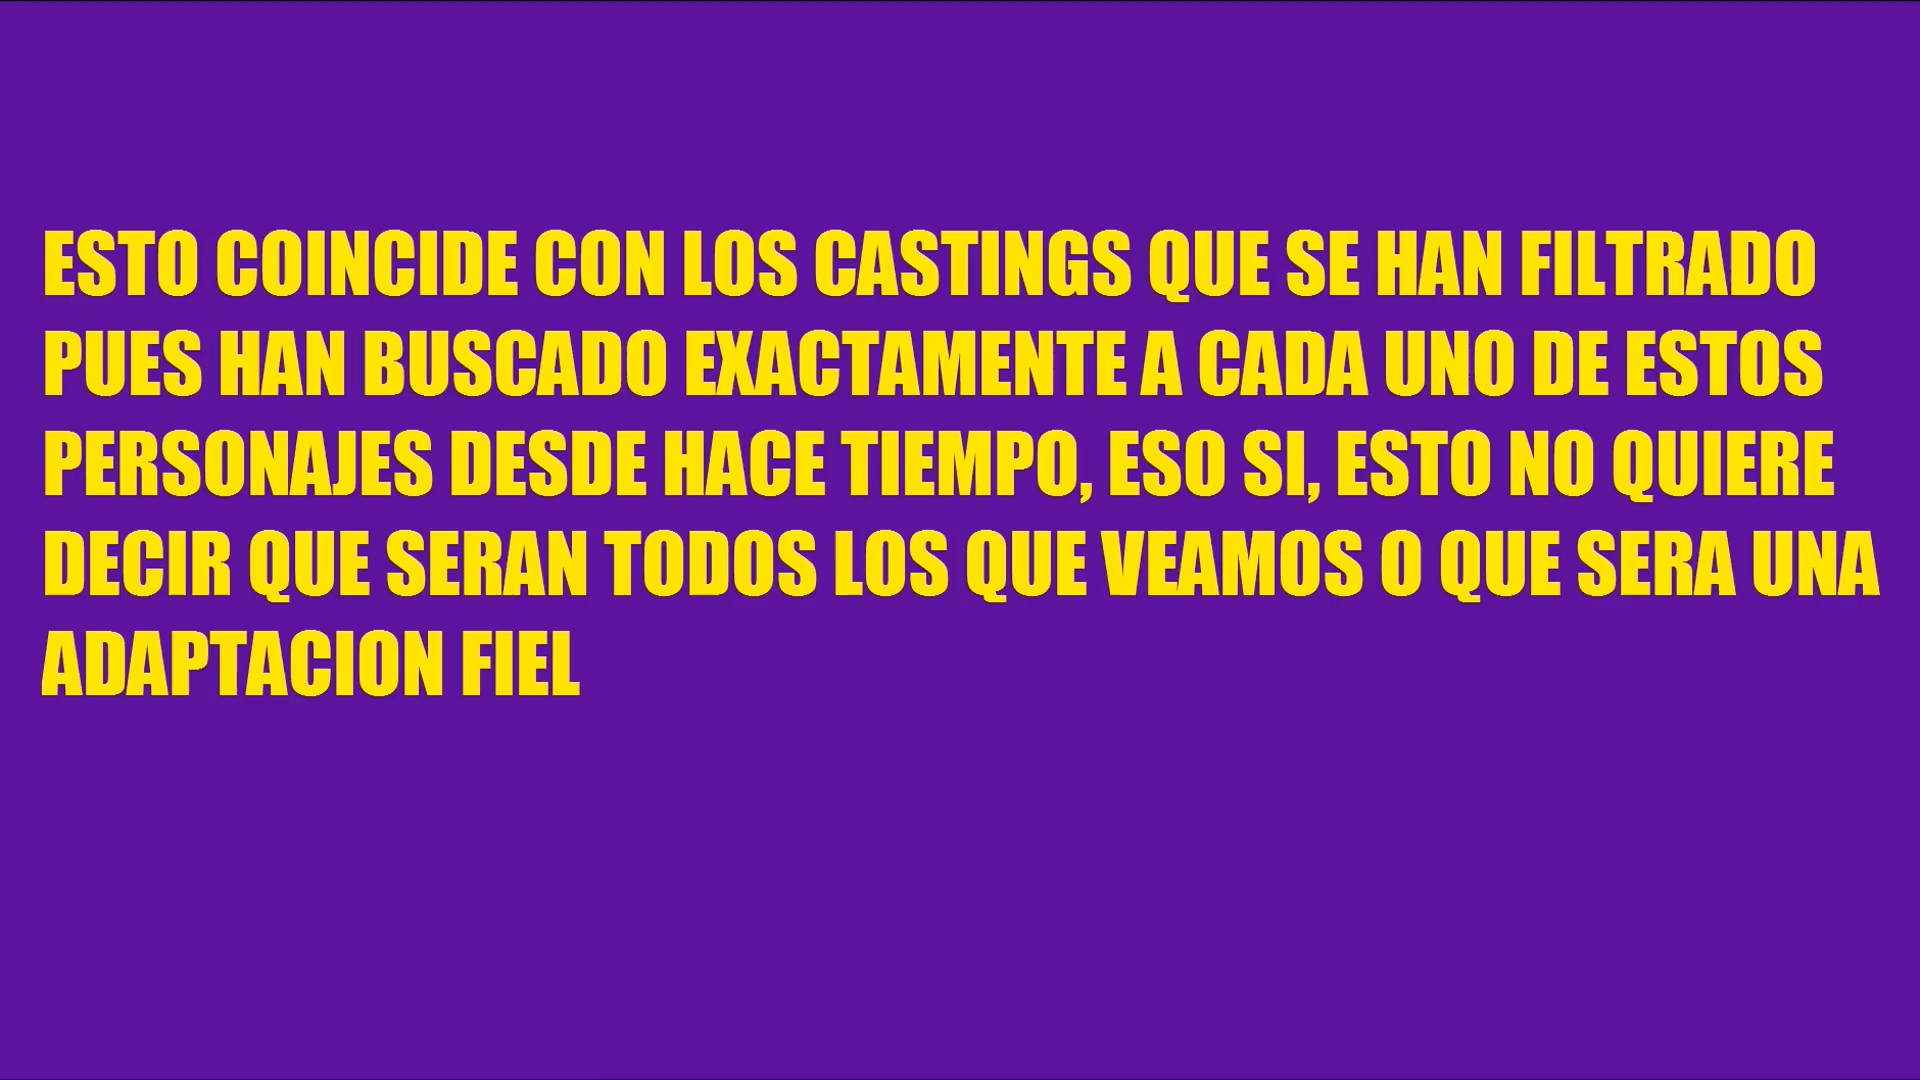 ESTO COINCIDE CON LOS CASTINGS QUE SE HAN FILTRADO
PUES HAN BUSCADO EXACTAMENTE A CADA UNO DE ESTOS
PERSONAJES DESDE HACE TIEMPO, ESO SI, ESTO NO QUIERE
DECIR QUE SERAN TODOS LOS QUE VEAMOS O QUE SERA UNA
ADAPTACION FIEL